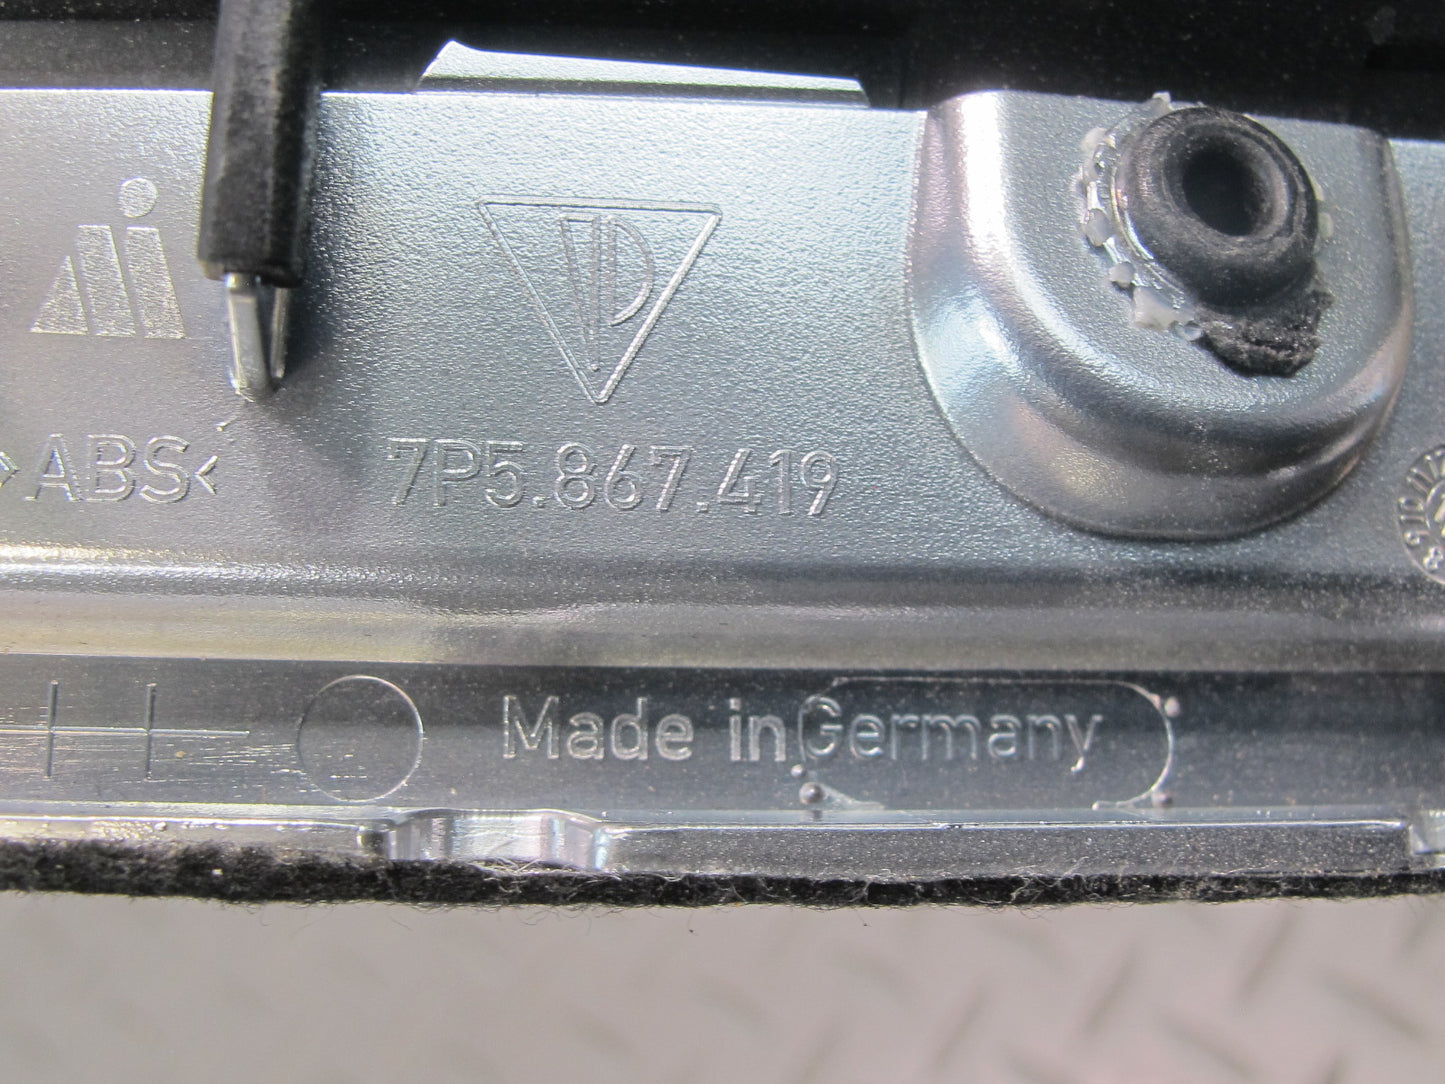 >ABS<
7P5.867.419
Made in Germany